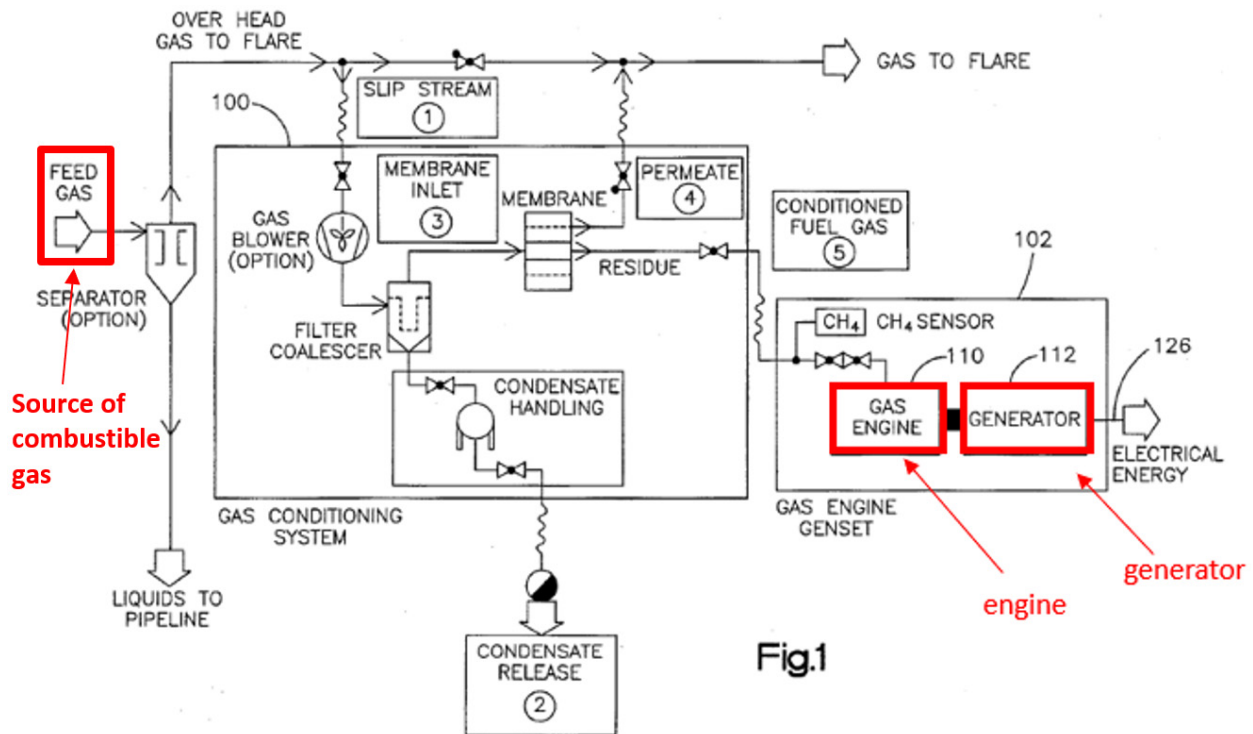 OVER HEAD
GAS TO FLARE
GAS TO FLARE
SLIP STREAM
1
100
FEED
GAS
MEMBRANE
INLET
3
MEMBRANE
PERMEATE
4
GAS
BLOWER
(OPTION)
CONDITIONED
FUEL GAS
5
RESIDUE
102
SEPARATOR
(OPTION)
FILTER
COALESCER
CH4
CH4 SENSOR
110
112
126
Source of
combustible
gas
CONDENSATE
HANDLING
GAS
ENGINE
GENERATOR
ELECTRICAL
ENERGY
GAS CONDITIONING
SYSTEM
GAS ENGINE
GENSET
generator
engine
LIQUIDS TO
PIPELINE
CONDENSATE
RELEASE
2
Fig.1